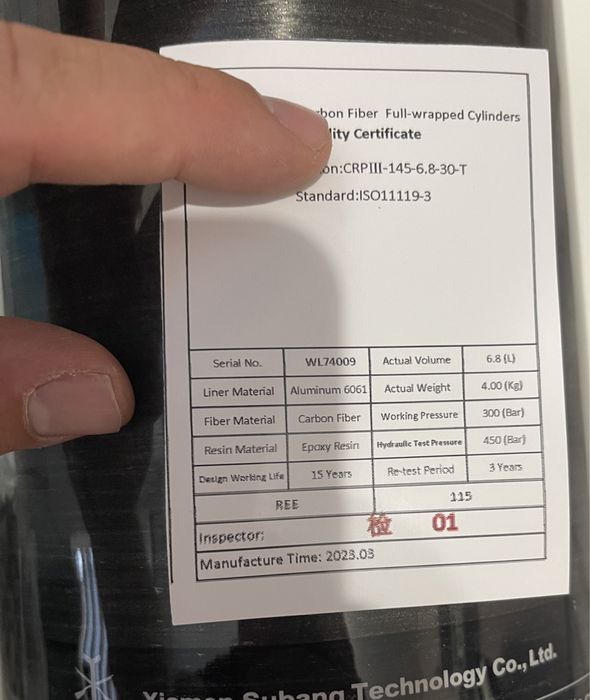 bon Fiber Full-wrapped Cylinders
lity Certificate
on:CRPIII-145-6.8-30-T
Standard:ISO11119-3
Serial No. WL74009 Actual Volume 6.8 (L)
Liner Material Aluminum 6061 Actual Weight 4.00 (Kg)
Fiber Material Carbon Fiber Working Pressure 300 (Bar)
Resin Material Epoxy Resin Hydraulic Test Pressure 450 (Bar)
Design Working Life 15 Years Re-test Period 3 Years
REE 115
Inspector: 检 01
Manufacture Time: 2023.03
Subang Technology Co., Ltd.